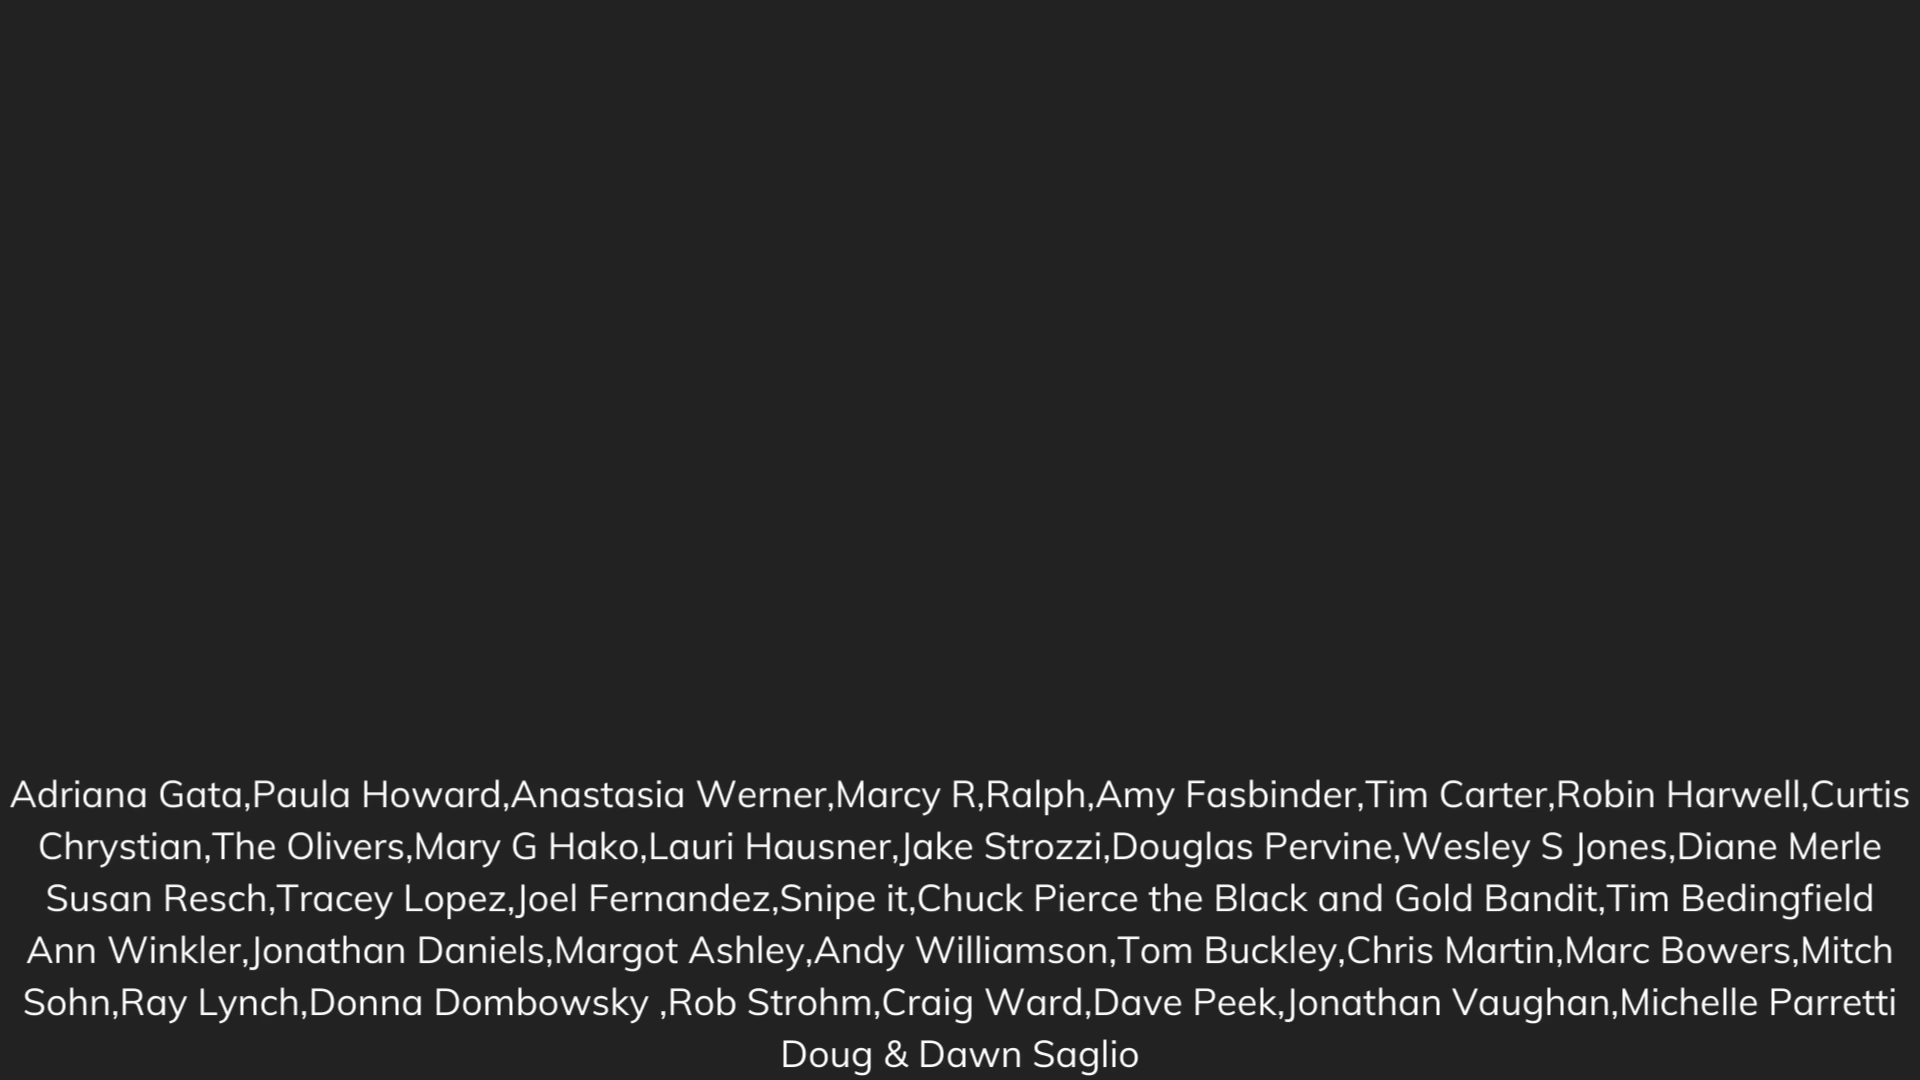 Adriana Gata,Paula Howard,Anastasia Werner,Marcy R,Ralph,Amy Fasbinder,Tim Carter,Robin Harwell,Curtis
Chrystian,The Olivers,Mary G Hako,Lauri Hausner,Jake Strozzi,Douglas Pervine,Wesley S Jones,Diane Merle
Susan Resch,Tracey Lopez,Joel Fernandez,Snipe it,Chuck Pierce the Black and Gold Bandit,Tim Bedingfield
Ann Winkler,Jonathan Daniels,Margot Ashley,Andy Williamson,Tom Buckley,Chris Martin,Marc Bowers,Mitch
Sohn,Ray Lynch,Donna Dombowsky ,Rob Strohm,Craig Ward,Dave Peek,Jonathan Vaughan,Michelle Parretti
Doug & Dawn Saglio